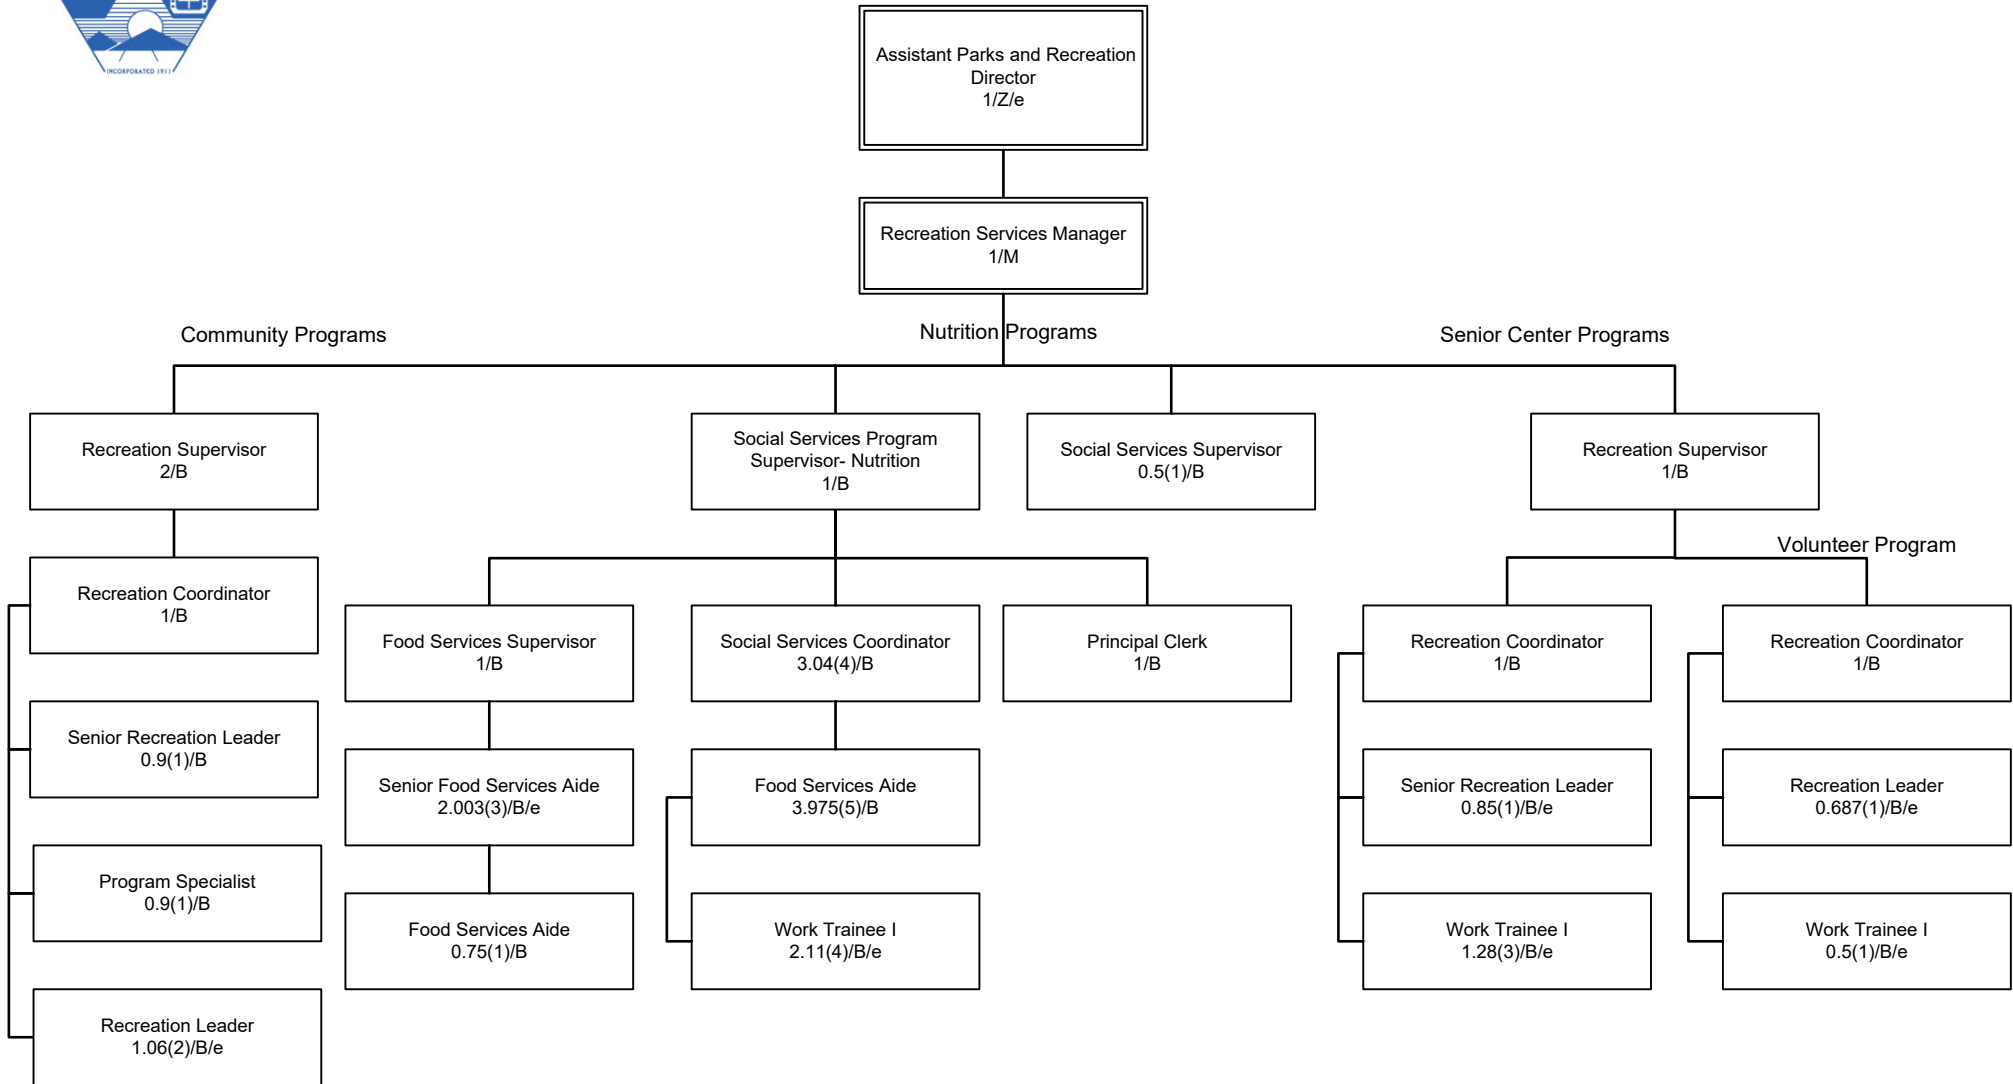 INCORPORATED 1911
Assistant Parks and Recreation
Director
1/Z/e
Recreation Services Manager
1/M
Community Programs
Nutrition Programs
Senior Center Programs
Recreation Supervisor
2/B
Social Services Program
Supervisor- Nutrition
1/B
Social Services Supervisor
0.5(1)/B
Recreation Supervisor
1/B
Volunteer Program
Recreation Coordinator
1/B
Food Services Supervisor
1/B
Social Services Coordinator
3.04(4)/B
Principal Clerk
1/B
Recreation Coordinator
1/B
Recreation Coordinator
1/B
Senior Recreation Leader
0.9(1)/B
Senior Food Services Aide
2.003(3)/B/e
Food Services Aide
3.975(5)/B
Senior Recreation Leader
0.85(1)/B/e
Recreation Leader
0.687(1)/B/e
Program Specialist
0.9(1)/B
Food Services Aide
0.75(1)/B
Work Trainee I
2.11(4)/B/e
Work Trainee I
1.28(3)/B/e
Work Trainee I
0.5(1)/B/e
Recreation Leader
1.06(2)/B/e